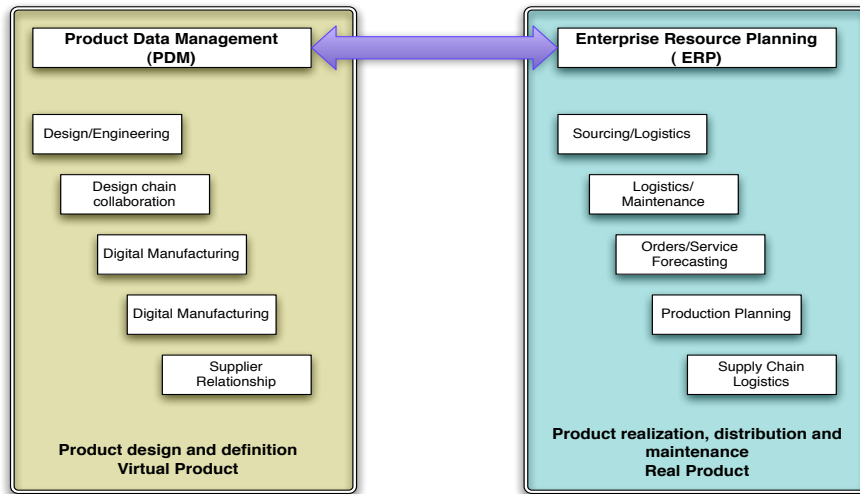 Product Data Management
(PDM)
Design/Engineering
Design chain
collaboration
Digital Manufacturing
Digital Manufacturing
Supplier
Relationship
Product design and definition
Virtual Product
Enterprise Resource Planning
( ERP)
Sourcing/Logistics
Logistics/
Maintenance
Orders/Service
Forecasting
Production Planning
Supply Chain
Logistics
Product realization, distribution and
maintenance
Real Product